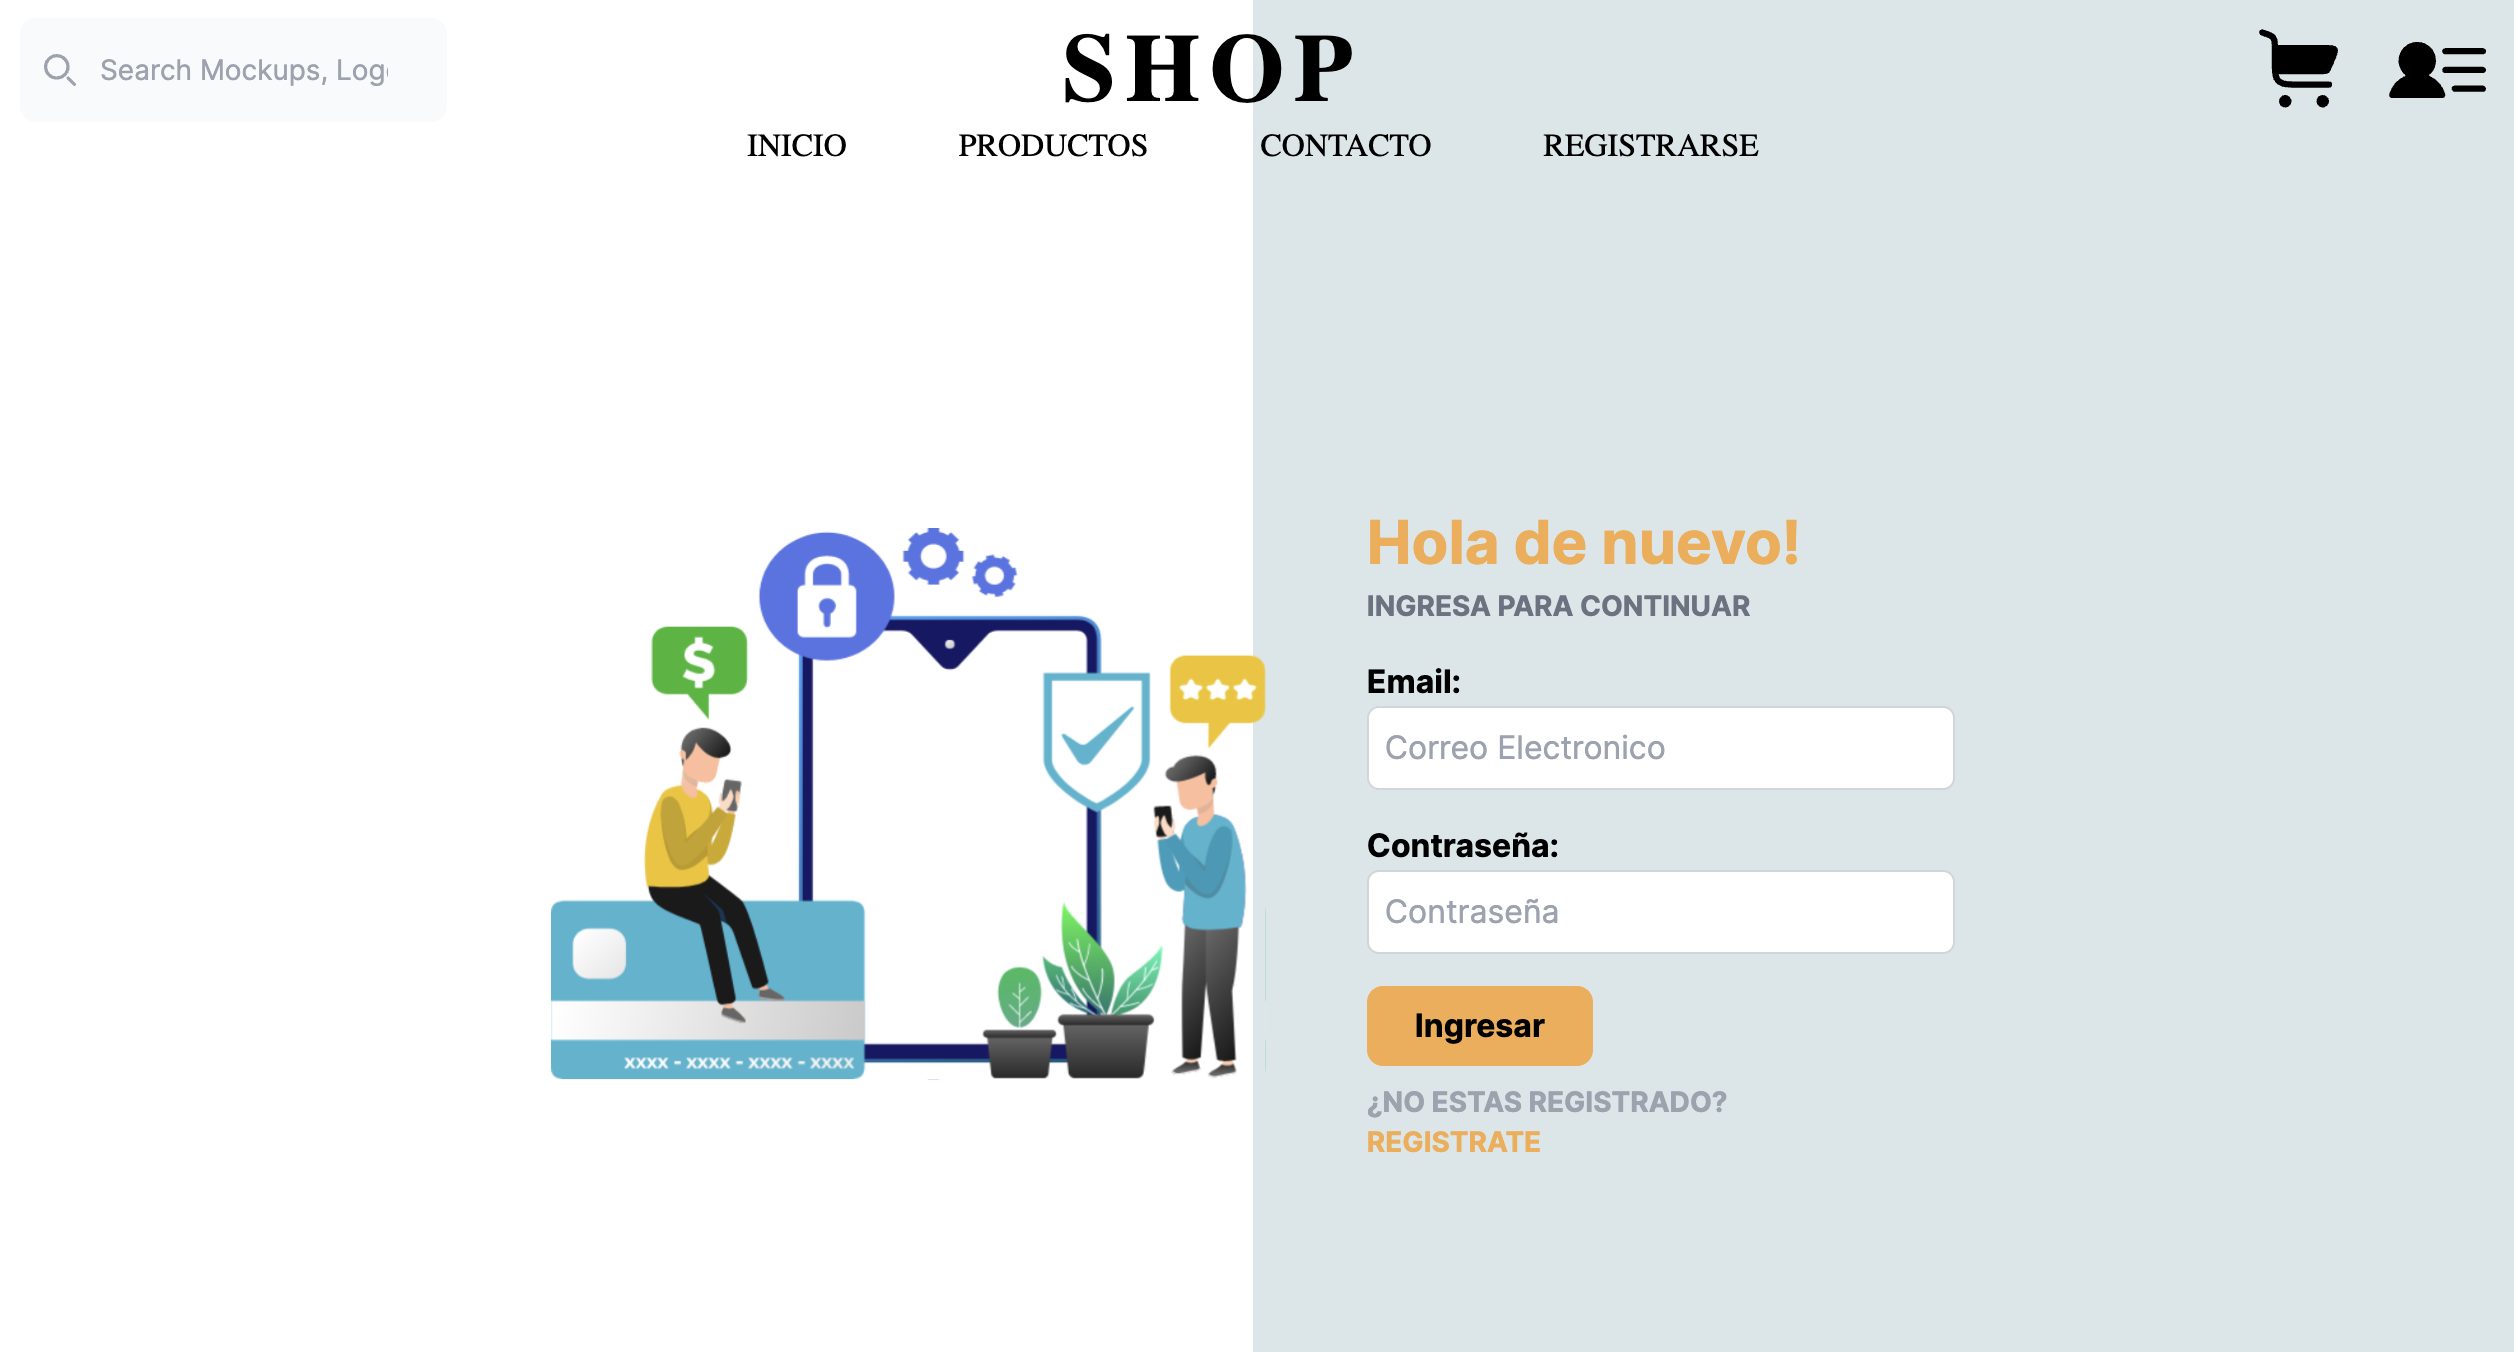 Search Mockups, Log
SHOP
INICIO PRODUCTOS CONTACTO REGISTRARSE
$
xxxx - xxxx - xxxx - xxxx
Hola de nuevo!
INGRESA PARA CONTINUAR
Email:
Correo Electronico
Contraseña:
Contraseña
Ingresar
¿NO ESTAS REGISTRADO?
REGISTRATE